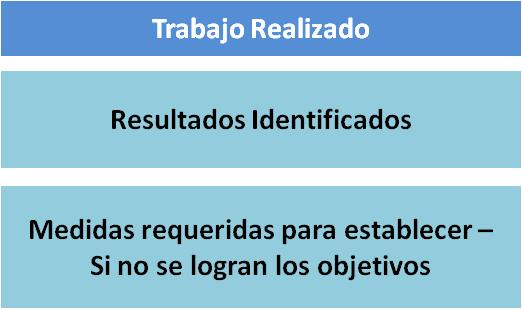 Trabajo Realizado
Resultados Identificados
Medidas requeridas para establecer –
Si no se logran los objetivos